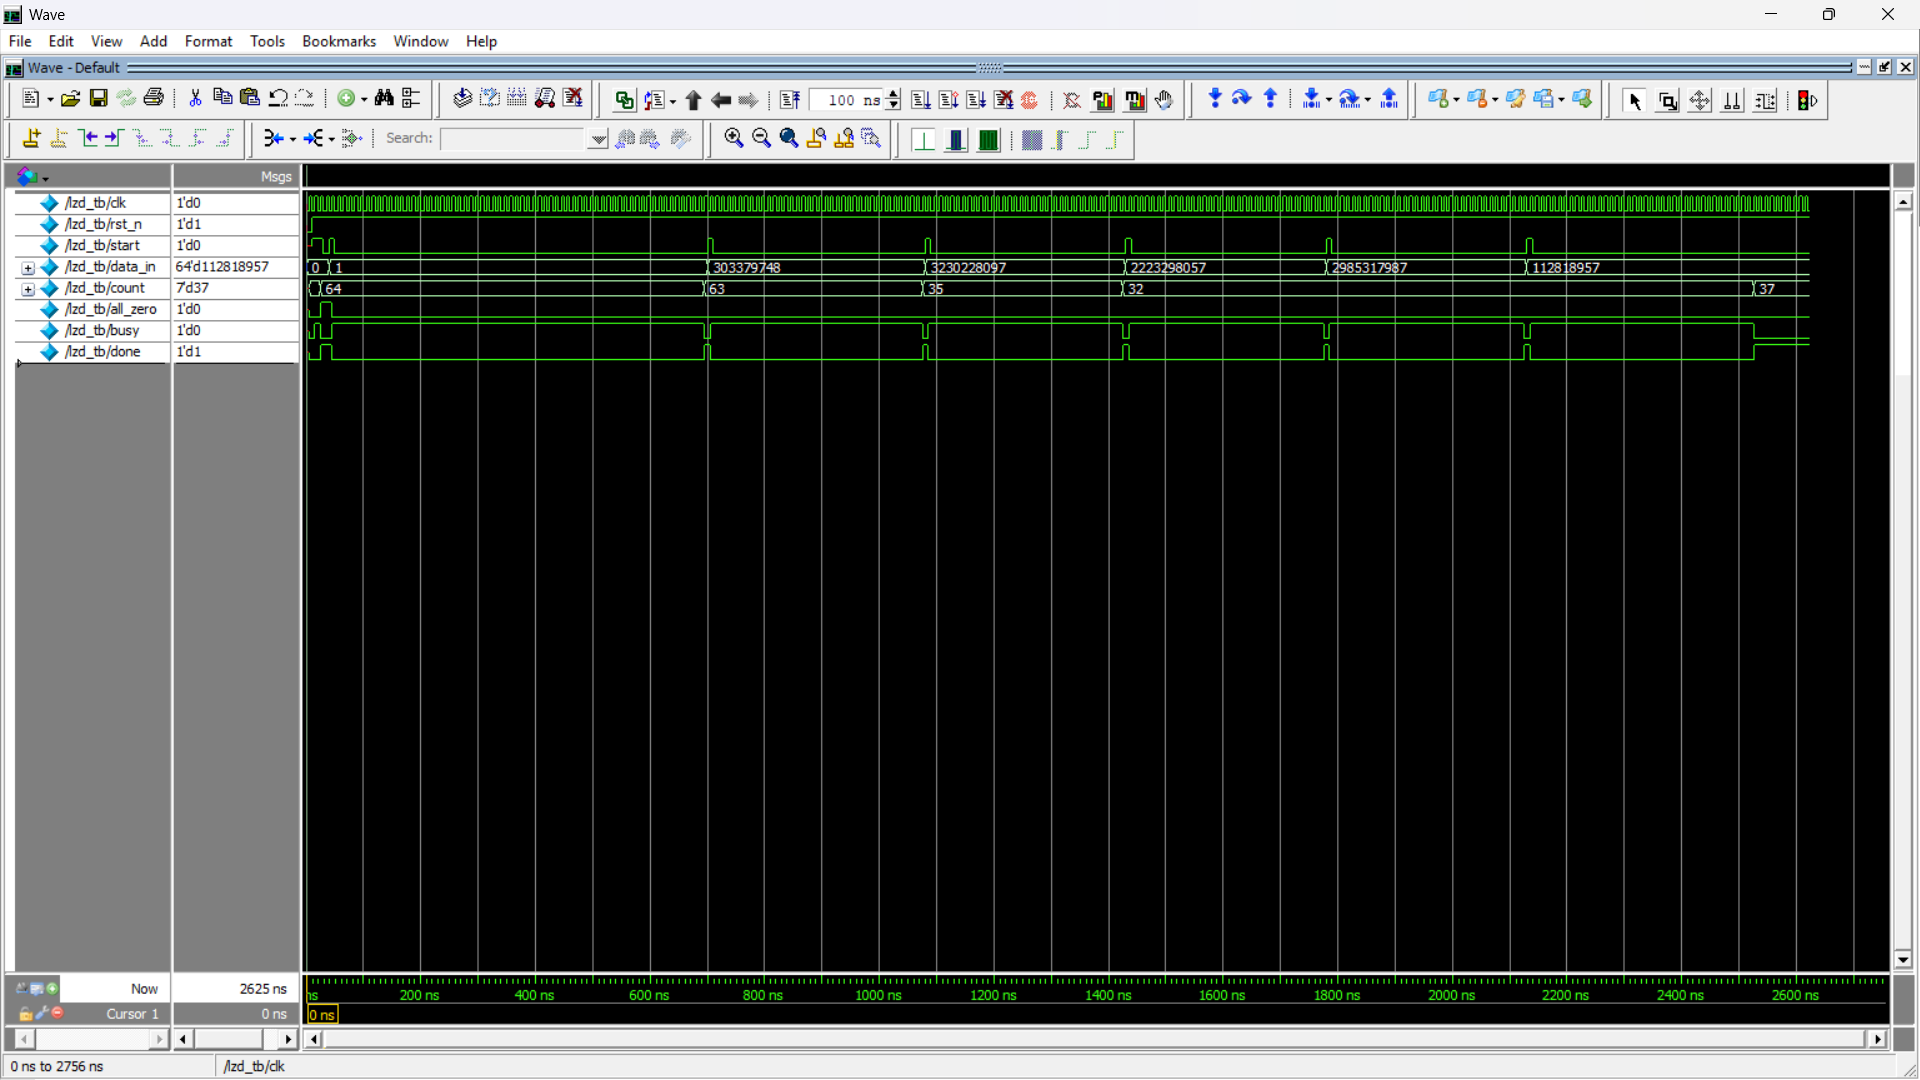 Wave
File Edit View Add Format Tools Bookmarks Window Help
Wave - Default
100 ns
Search:
Msgs
/lzd_tb/clk 1'd0
/lzd_tb/rst_n 1'd1
/lzd_tb/start 1'd0
/lzd_tb/data_in 64'd112818957 0 1 303379748 3230228097 2223298057 2985317987 112818957
/lzd_tb/count 7'd37 64 63 35 32 37
/lzd_tb/all_zero 1'd0
/lzd_tb/busy 1'd0
/lzd_tb/done 1'd1
Now 2625 ns ns 200 ns 400 ns 600 ns 800 ns 1000 ns 1200 ns 1400 ns 1600 ns 1800 ns 2000 ns 2200 ns 2400 ns 2600 ns
Cursor 1 0 ns 0 ns
0 ns to 2756 ns /lzd_tb/clk